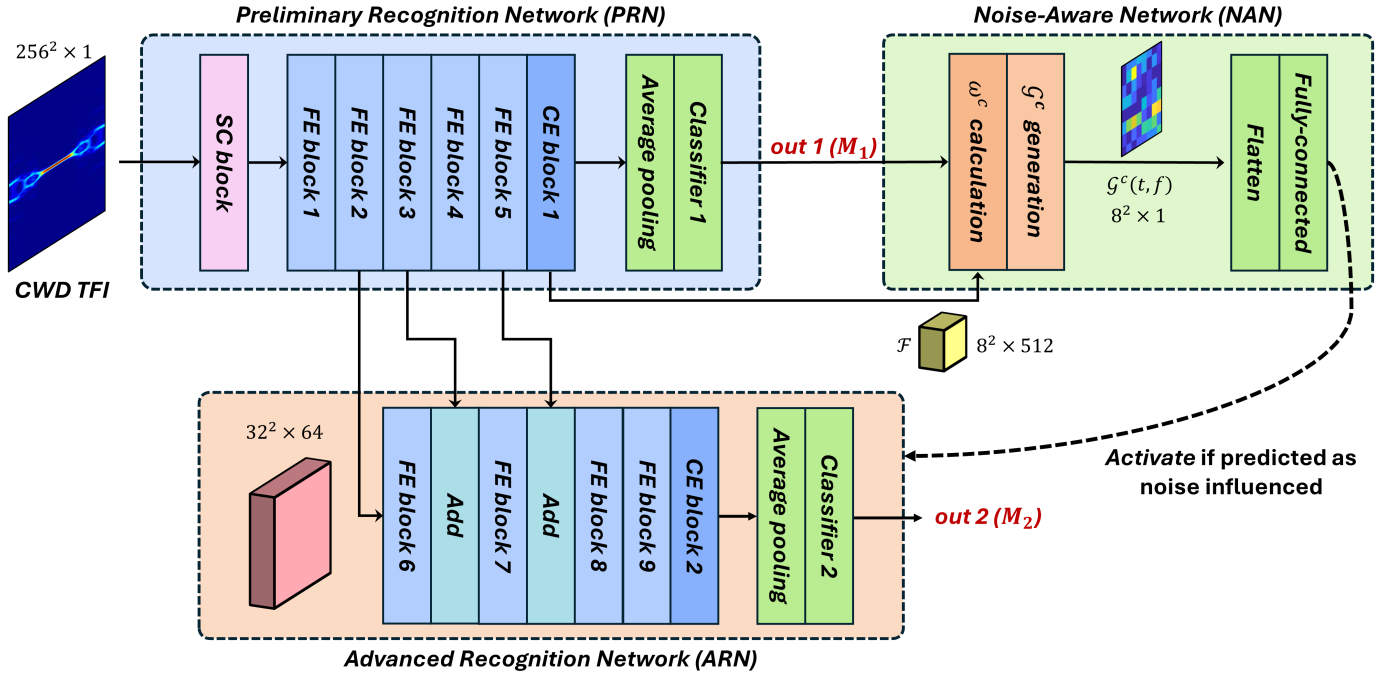 Preliminary Recognition Network (PRN)
Noise-Aware Network (NAN)
256² × 1
CWD TFI
SC block
FE block 1
FE block 2
FE block 3
FE block 4
FE block 5
CE block 1
Average pooling
Classifier 1
out 1 (M₁)
ωᶜ calculation
𝒢ᶜ generation
𝒢ᶜ(t, f)
8² × 1
Flatten
Fully-connected
ℱ
8² × 512
32² × 64
FE block 6
Add
FE block 7
Add
FE block 8
FE block 9
CE block 2
Average pooling
Classifier 2
out 2 (M₂)
Activate if predicted as
noise influenced
Advanced Recognition Network (ARN)